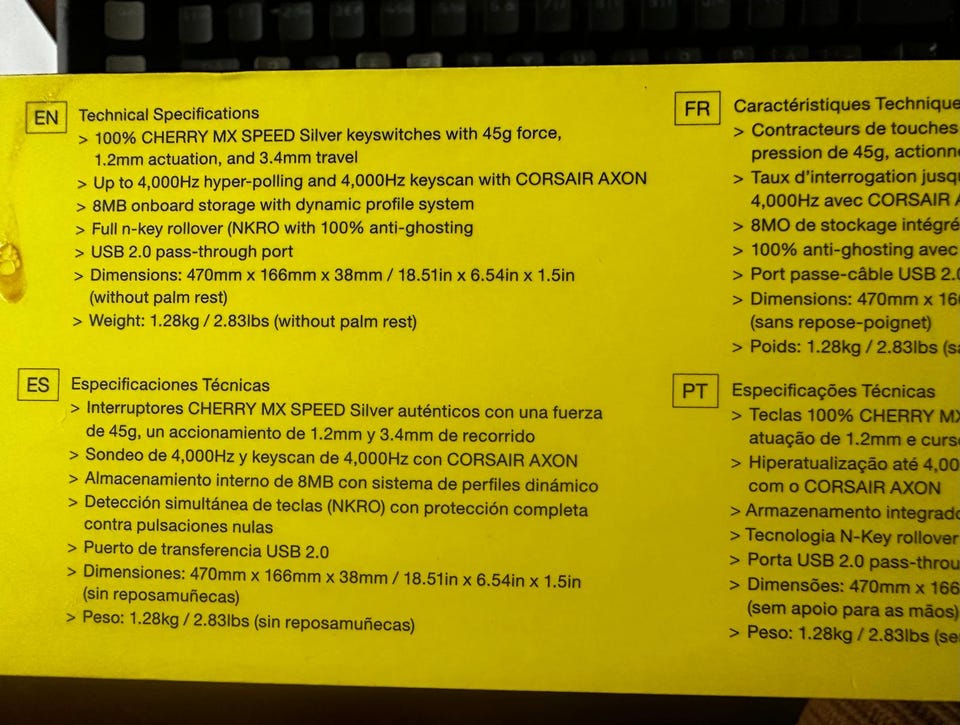 EN Technical Specifications
> 100% CHERRY MX SPEED Silver keyswitches with 45g force,
1.2mm actuation, and 3.4mm travel
> Up to 4,000Hz hyper-polling and 4,000Hz keyscan with CORSAIR AXON
> 8MB onboard storage with dynamic profile system
> Full n-key rollover (NKRO with 100% anti-ghosting
> USB 2.0 pass-through port
> Dimensions: 470mm x 166mm x 38mm / 18.51in x 6.54in x 1.5in
(without palm rest)
> Weight: 1.28kg / 2.83lbs (without palm rest)
ES Especificaciones Técnicas
> Interruptores CHERRY MX SPEED Silver auténticos con una fuerza
de 45g, un accionamiento de 1.2mm y 3.4mm de recorrido
> Sondeo de 4,000Hz y keyscan de 4,000Hz con CORSAIR AXON
> Almacenamiento interno de 8MB con sistema de perfiles dinámico
> Detección simultánea de teclas (NKRO) con protección completa
contra pulsaciones nulas
> Puerto de transferencia USB 2.0
> Dimensiones: 470mm x 166mm x 38mm / 18.51in x 6.54in x 1.5in
(sin reposamuñecas)
> Peso: 1.28kg / 2.83lbs (sin reposamuñecas)
FR Caractéristiques Technique
> Contracteurs de touches
pression de 45g, actionn
> Taux d'interrogation jusq
4,000Hz avec CORSAIR
> 8MO de stockage intégré
> 100% anti-ghosting avec
> Port passe-câble USB 2.0
> Dimensions: 470mm x 16
(sans repose-poignet)
> Poids: 1.28kg / 2.83lbs (s
PT Especificações Técnicas
> Teclas 100% CHERRY MX
atuação de 1.2mm e curs
> Hiperatualização até 4,00
com o CORSAIR AXON
> Armazenamento integrado
> Tecnologia N-Key rollover
> Porta USB 2.0 pass-throu
> Dimensões: 470mm x 166
(sem apoio para as mãos)
> Peso: 1.28kg / 2.83lbs (se